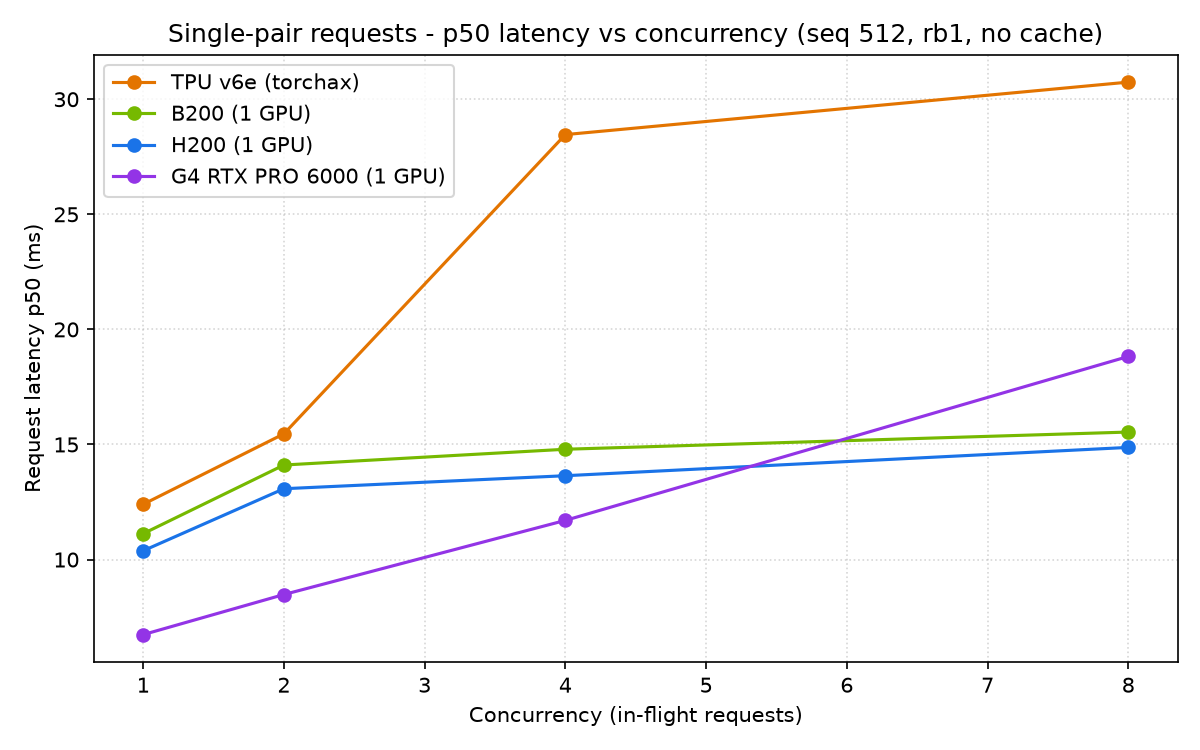 Single-pair requests - p50 latency vs concurrency (seq 512, rb1, no cache)
TPU v6e (torchax)
B200 (1 GPU)
H200 (1 GPU)
G4 RTX PRO 6000 (1 GPU)
Request latency p50 (ms)
30
25
20
15
10
1 2 3 4 5 6 7 8
Concurrency (in-flight requests)